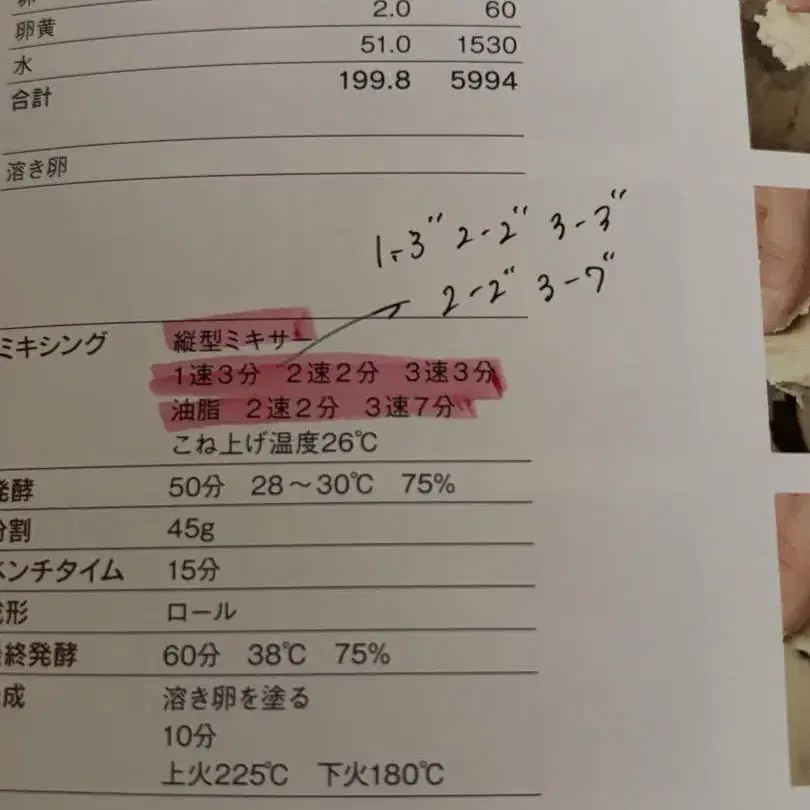 卵黄 2.0 60
水 51.0 1530
合計 199.8 5994
溶き卵
1-3" 2-2" 3-3"
2-2" 3-7"
ミキシング 縦型ミキサー
1速3分 2速2分 3速3分
油脂 2速2分 3速7分
こね上げ温度26℃
発酵 50分 28～30℃ 75%
分割 45g
ベンチタイム 15分
成形 ロール
最終発酵 60分 38℃ 75%
成 溶き卵を塗る
10分
上火225℃ 下火180℃